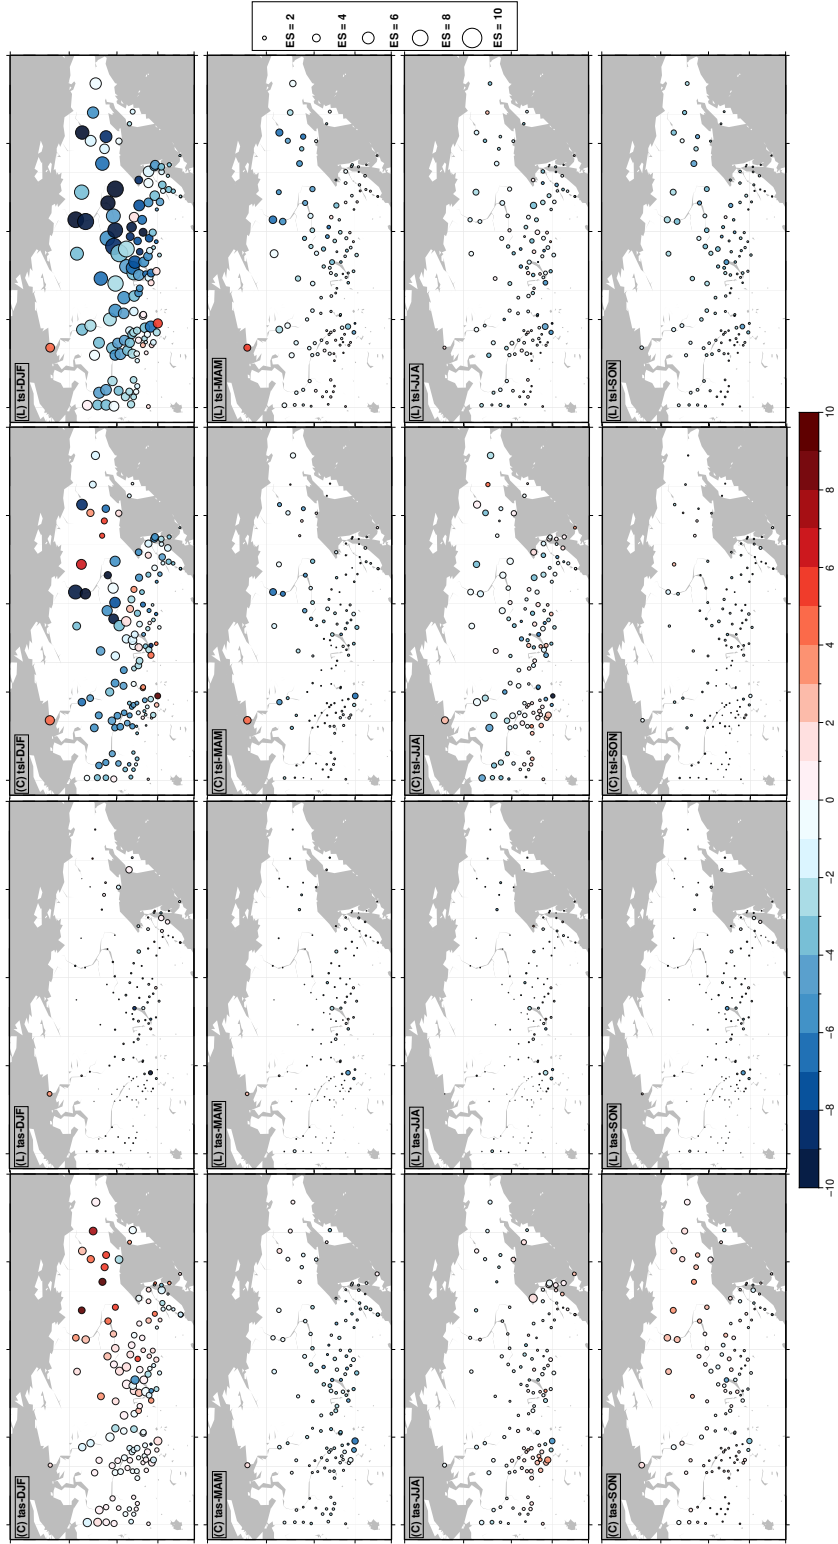 (C) tas-DJF
(L) tas-DJF
(C) tsl-DJF
(L) tsl-DJF
(C) tas-MAM
(L) tas-MAM
(C) tsl-MAM
(L) tsl-MAM
(C) tas-JJA
(L) tas-JJA
(C) tsl-JJA
(L) tsl-JJA
(C) tas-SON
(L) tas-SON
(C) tsl-SON
(L) tsl-SON
ES = 2
ES = 4
ES = 6
ES = 8
ES = 10
−10 −8 −6 −4 −2 0 2 4 6 8 10